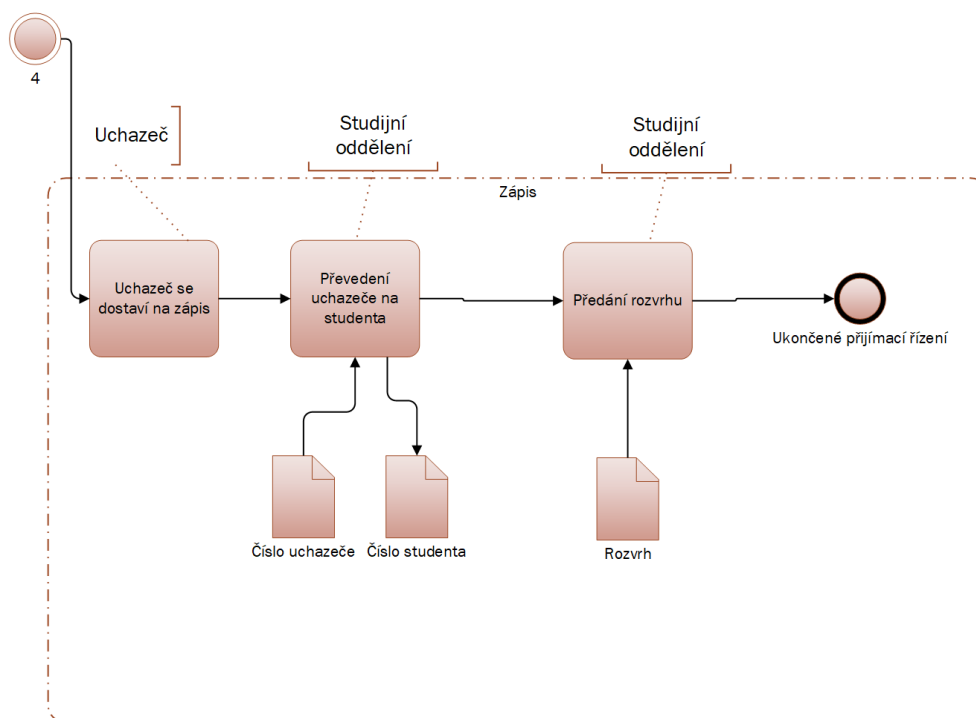 4
Uchazeč
Studijní
oddělení
Studijní
oddělení
Zápis
Uchazeč se
dostaví na zápis
Převedení
uchazeče na
studenta
Předání rozvrhu
Ukončené přijímací řízení
Číslo uchazeče
Číslo studenta
Rozvrh